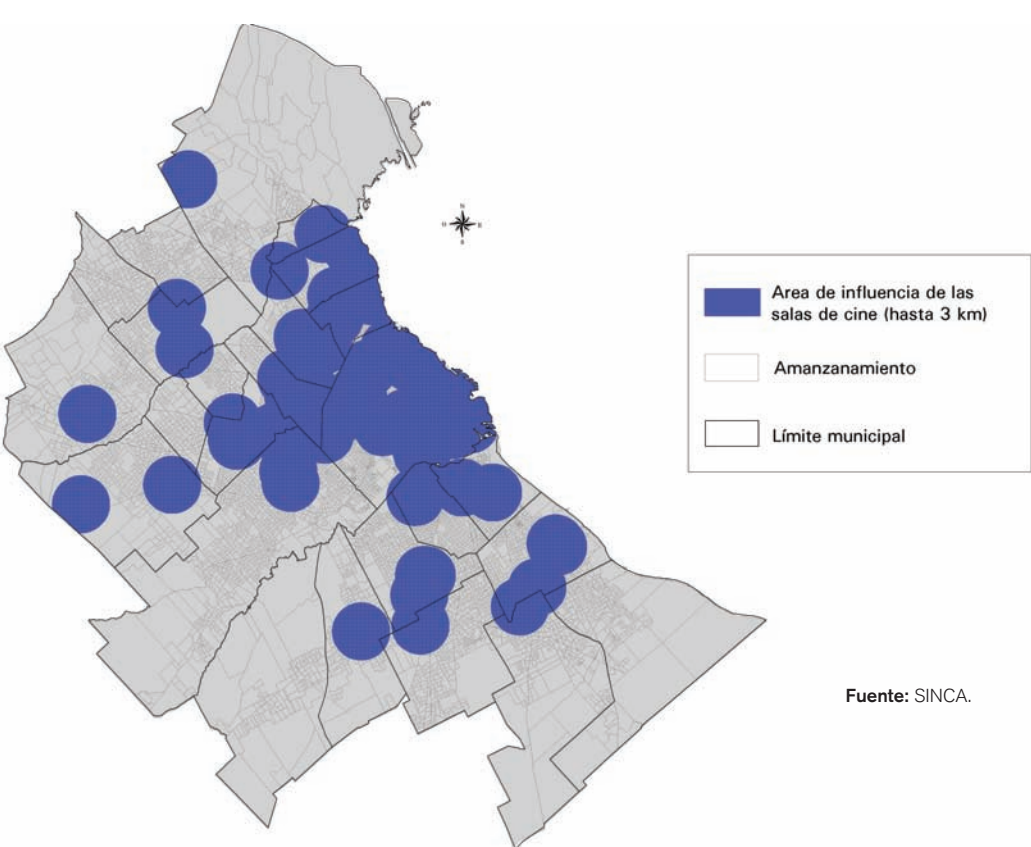 N
O
E
S
Area de influencia de las
salas de cine (hasta 3 km)
Amanzanamiento
Límite municipal
Fuente: SINCA.